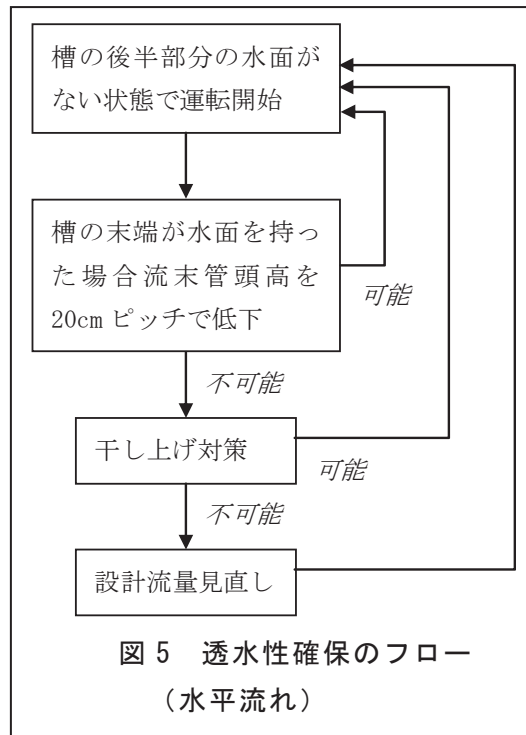 槽の後半部分の水面が
ない状態で運転開始
槽の末端が水面を持っ
た場合流末管頭高を
20cm ピッチで低下
可能
不可能
干し上げ対策
可能
不可能
設計流量見直し
図 5　透水性確保のフロー
（水平流れ）